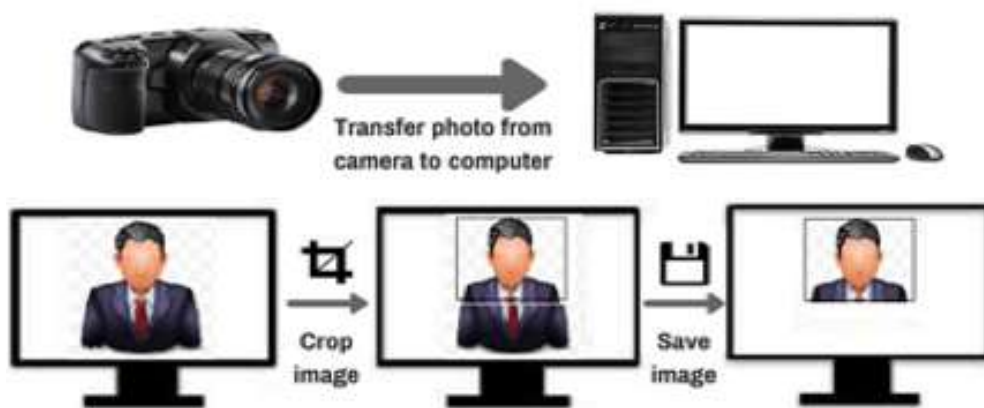 Transfer photo from
camera to computer
Crop
image
Save
image